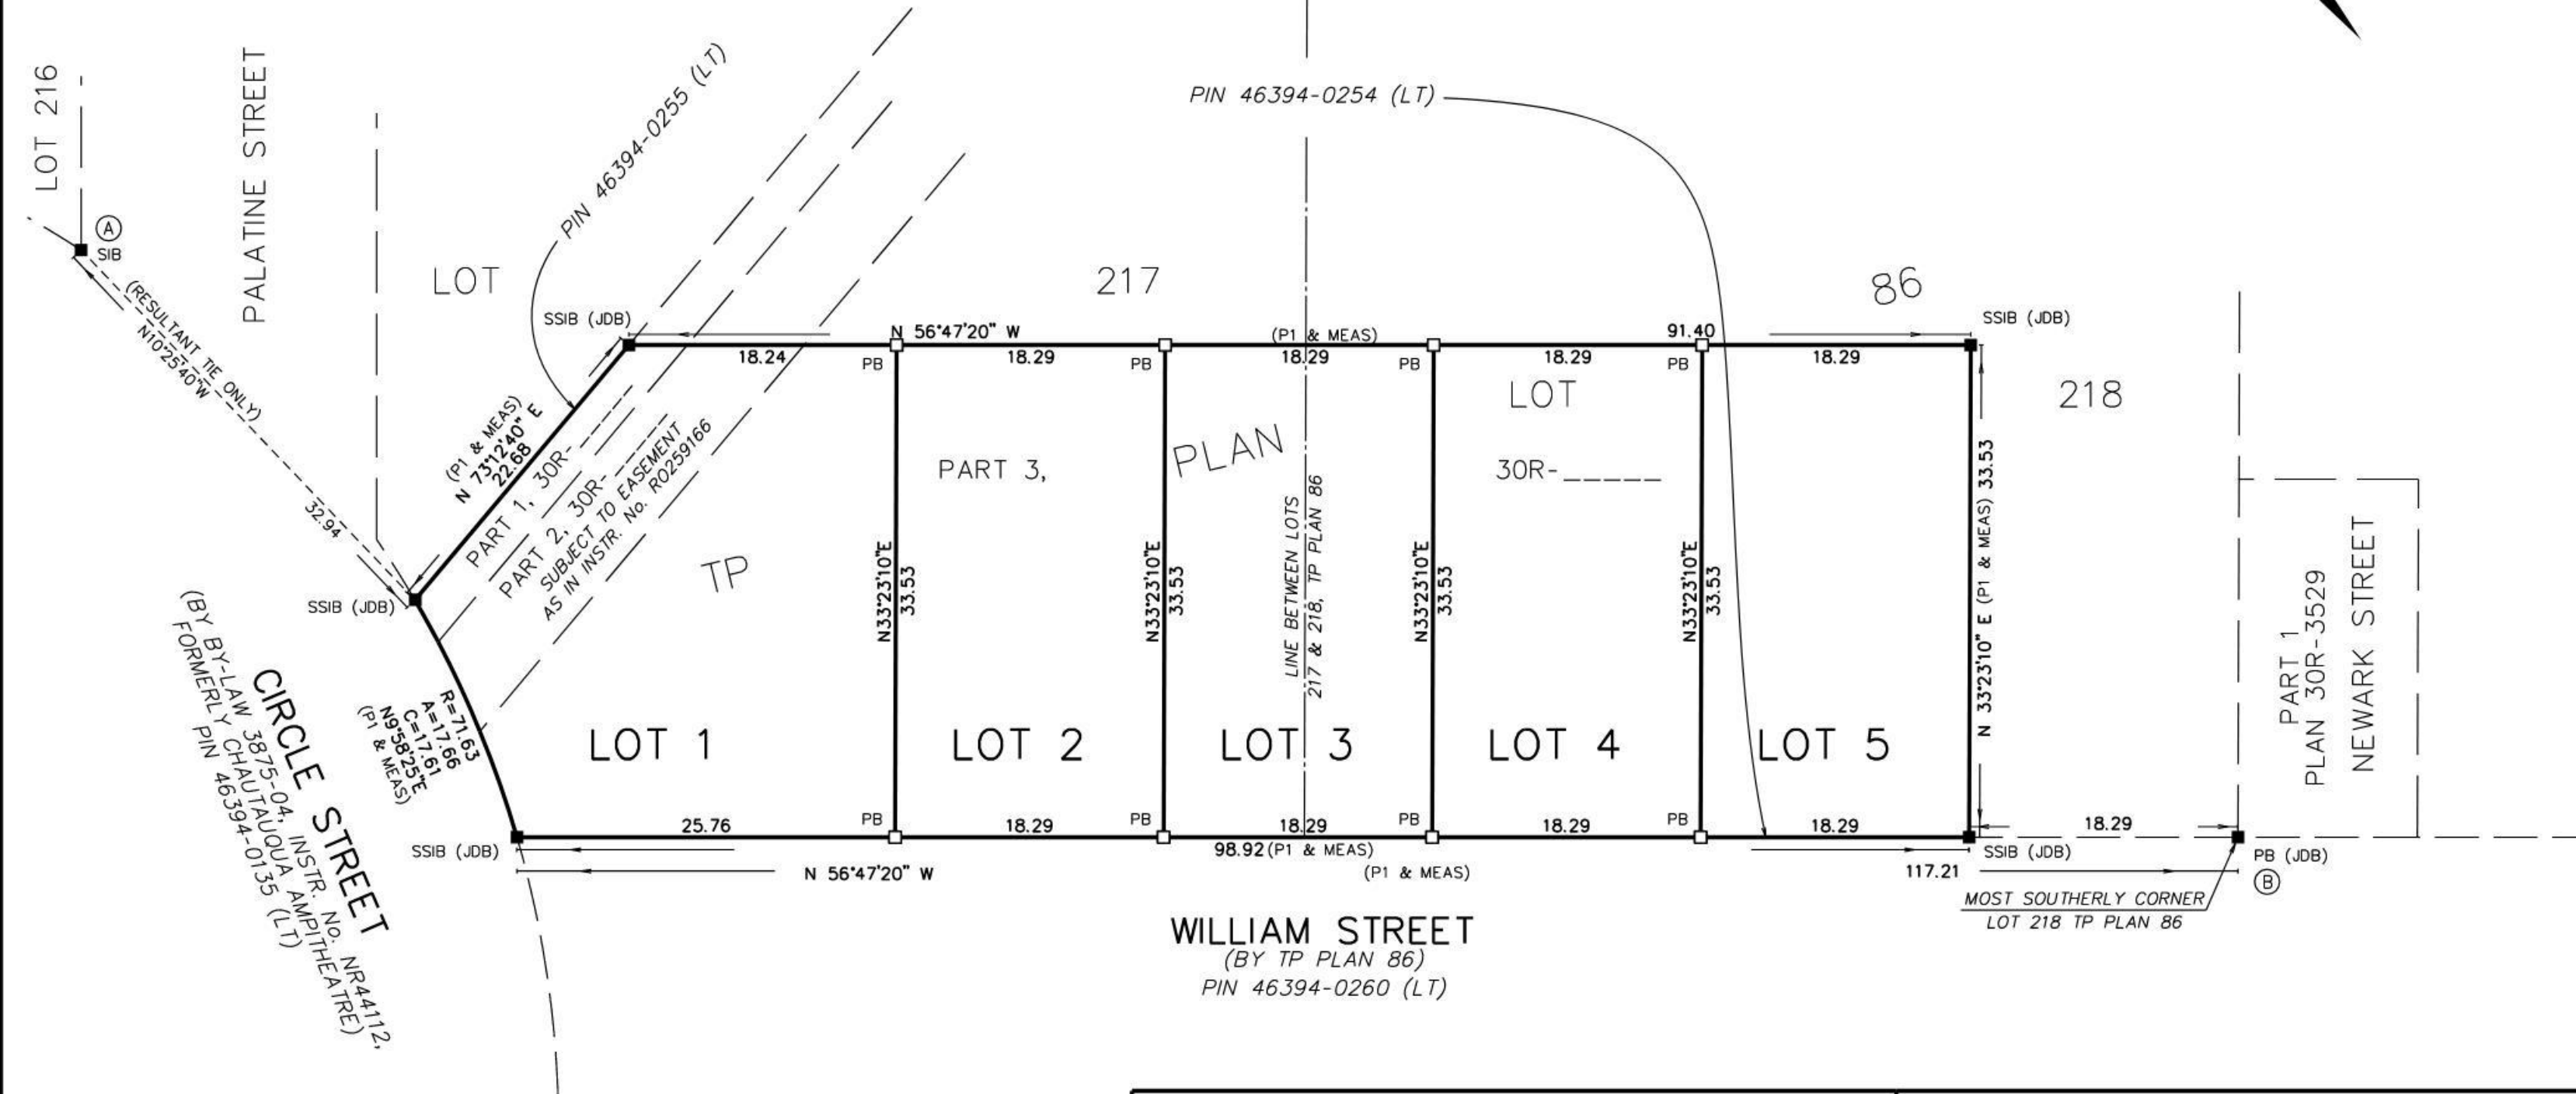 LOT 216
PALATINE STREET
PIN 46394-0255 (LT)
PIN 46394-0254 (LT)
A
SIB
(RESULTANT TIE ONLY)
N10°25'40"W
32.94
LOT
217
86
SSIB (JDB)
N 56°47'20" W
(P1 & MEAS)
91.40
SSIB (JDB)
18.24
PB
18.29
PB
18.29
PB
18.29
PB
18.29
LOT
218
(P1 & MEAS)
N 73°12'40" E
22.68
PART 1, 30R-
PART 2, 30R-
SUBJECT TO EASEMENT
AS IN INSTR. No. RO259166
PART 3,
PLAN
30R-_____
TP
LINE BETWEEN LOTS
217 & 218, TP PLAN 86
N33°23'10"E
33.53
N33°23'10"E
33.53
N33°23'10"E
33.53
N33°23'10"E
33.53
N 33°23'10" E (P1 & MEAS) 33.53
PART 1
PLAN 30R-3529
NEWARK STREET
SSIB (JDB)
CIRCLE STREET
(BY BY-LAW 3875-04, INSTR. No. NR44112,
FORMERLY CHAUTAUQUA AMPITHEATRE)
PIN 46394-0135 (LT)
R=71.63
A=17.66
C=17.61
N9°58'25"E
(P1 & MEAS)
LOT 1
LOT 2
LOT 3
LOT 4
LOT 5
25.76
PB
18.29
PB
18.29
PB
18.29
PB
18.29
18.29
SSIB (JDB)
98.92 (P1 & MEAS)
SSIB (JDB)
PB (JDB)
B
N 56°47'20" W
(P1 & MEAS)
117.21
MOST SOUTHERLY CORNER
LOT 218 TP PLAN 86
WILLIAM STREET
(BY TP PLAN 86)
PIN 46394-0260 (LT)